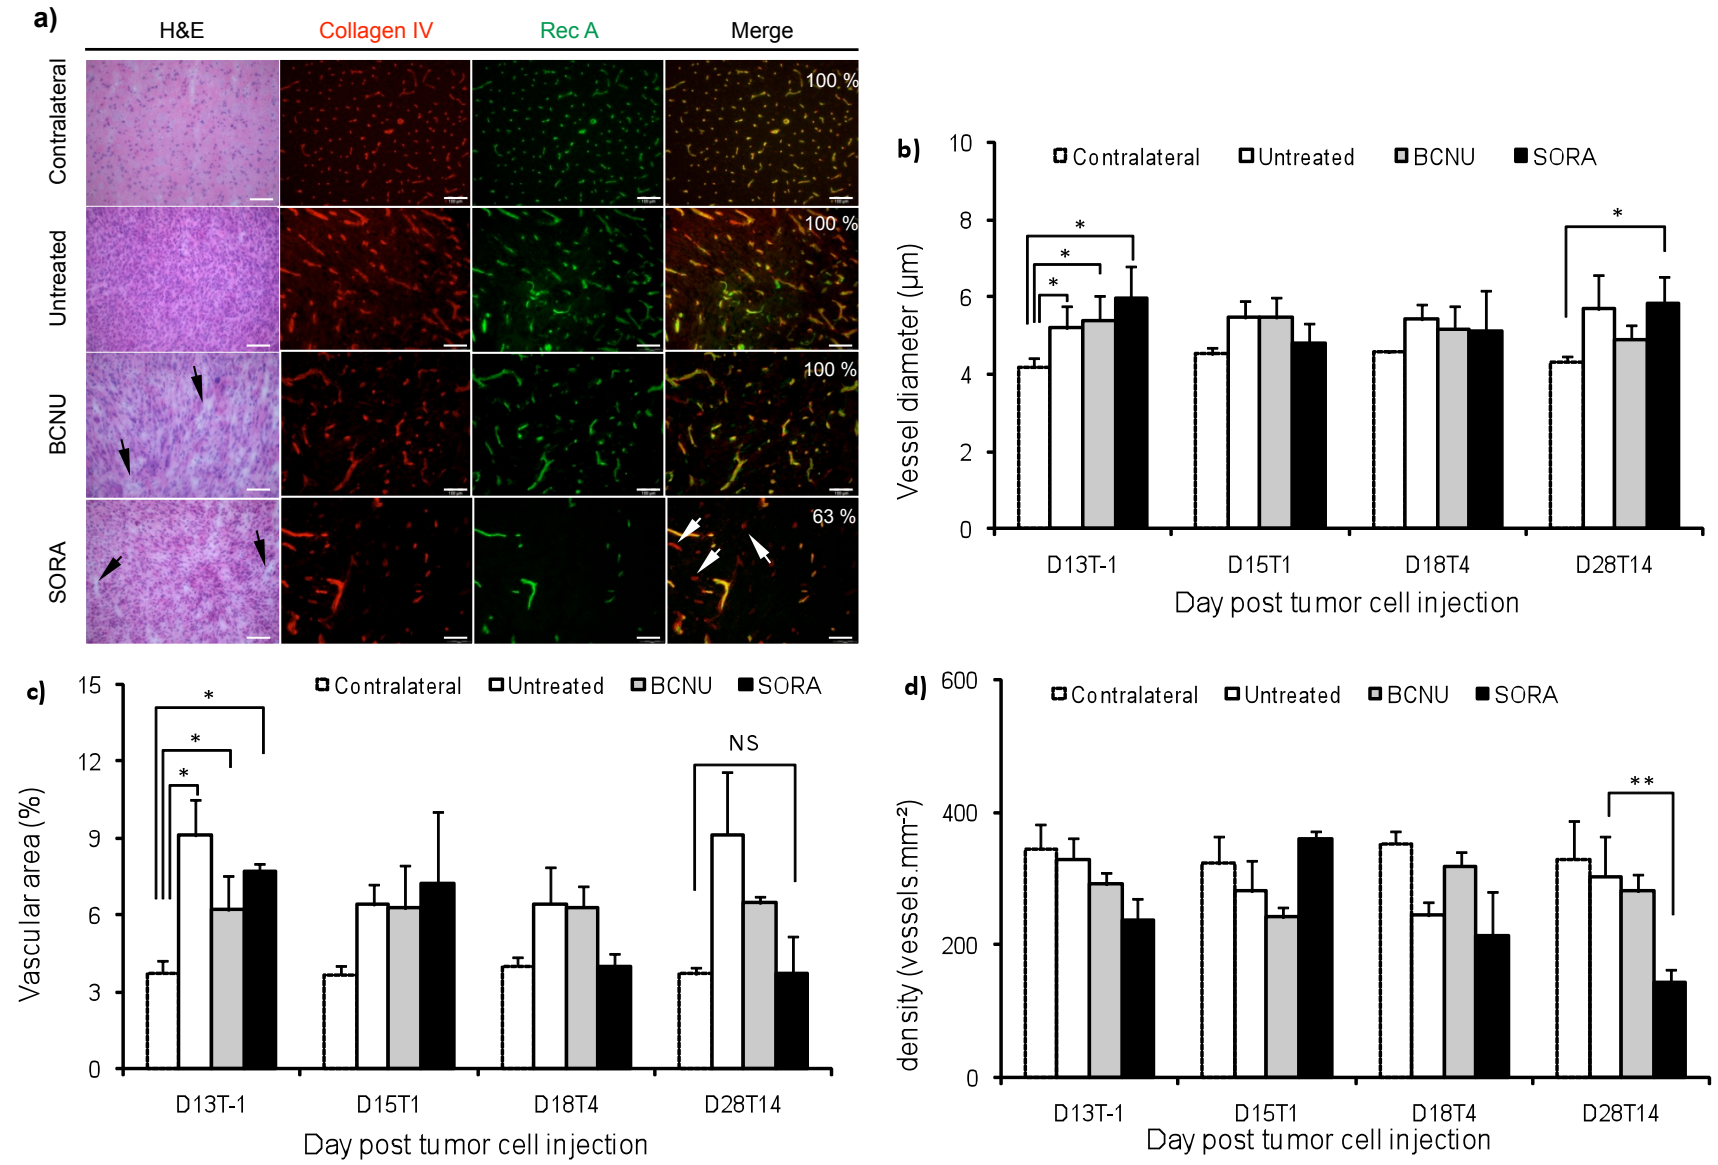 a)
H&E Collagen IV Rec A Merge
Contralateral
100 %
Untreated
100 %
BCNU
100 %
SORA
63 %
b)
Contralateral Untreated BCNU SORA
Vessel diameter (µm)
10
8
6
4
2
0
*
*
*
*
D13T-1 D15T1 D18T4 D28T14
Day post tumor cell injection
c)
Contralateral Untreated BCNU SORA
Vascular area (%)
15
12
9
6
3
0
*
*
*
NS
D13T-1 D15T1 D18T4 D28T14
Day post tumor cell injection
d)
Contralateral Untreated BCNU SORA
density (vessels.mm⁻²)
600
400
200
0
**
D13T-1 D15T1 D18T4 D28T14
Day post tumor cell injection